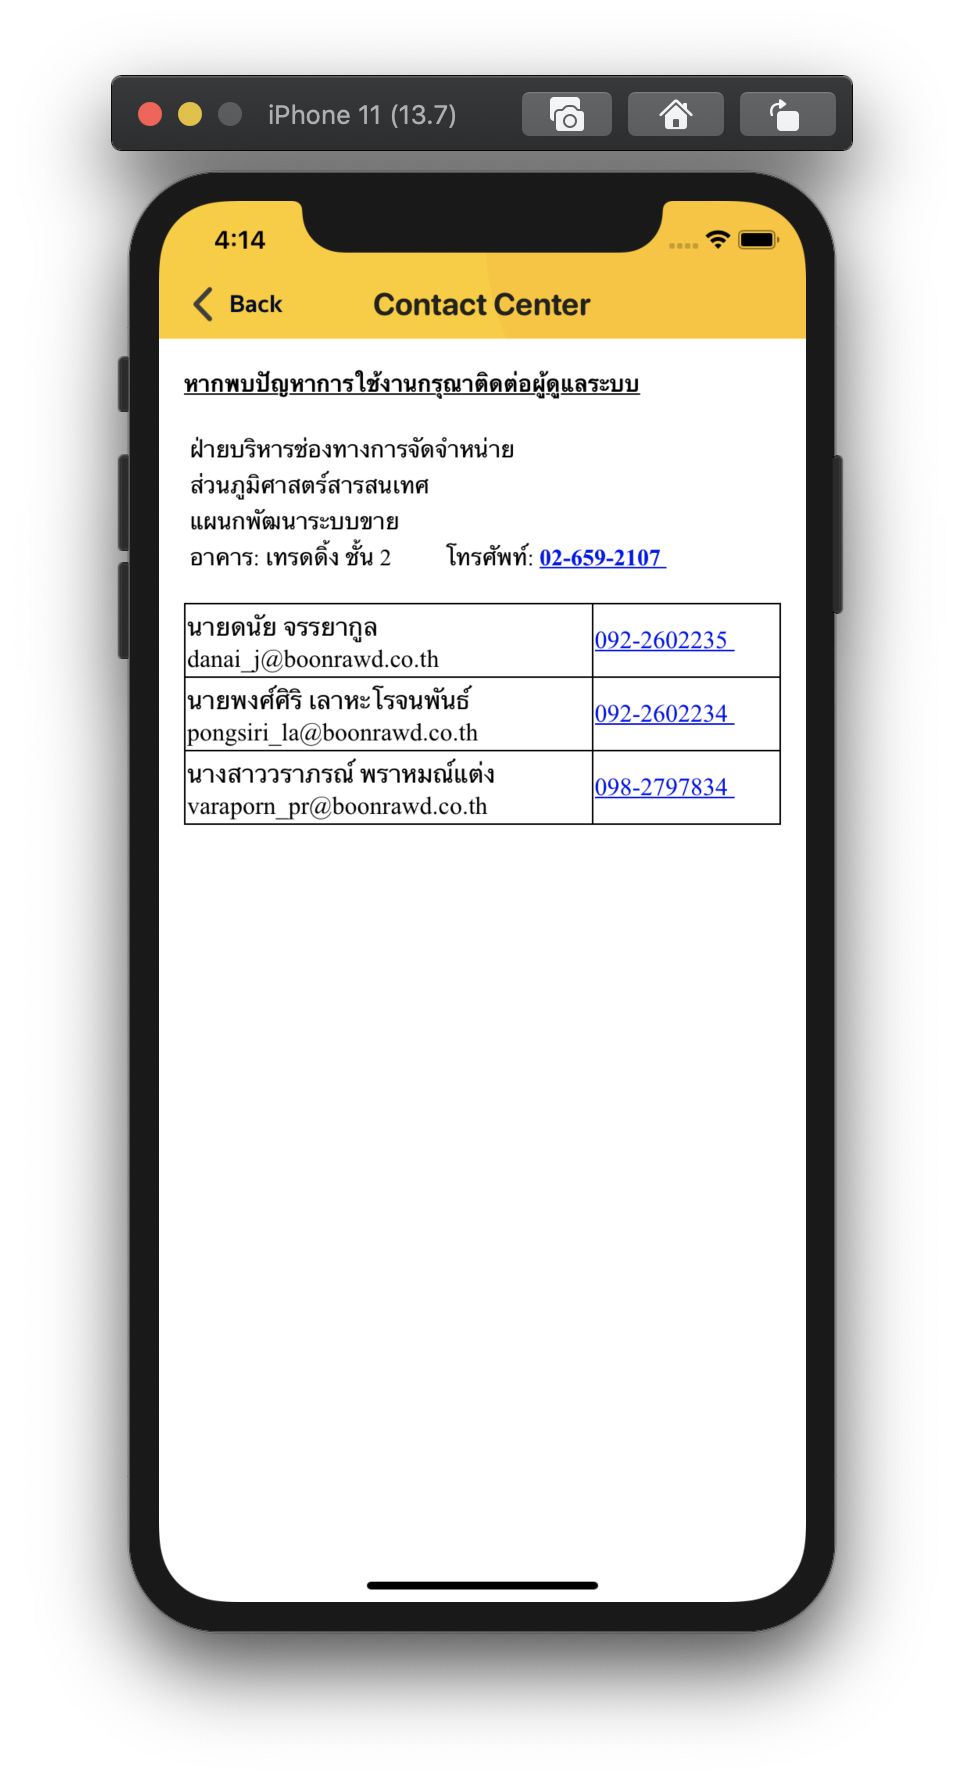 iPhone 11 (13.7)
4:14
Back Contact Center
หากพบปัญหาการใช้งานกรุณาติดต่อผู้ดูแลระบบ
ฝ่ายบริหารช่องทางการจัดจำหน่าย
ส่วนภูมิศาสตร์สารสนเทศ
แผนกพัฒนาระบบขาย
อาคาร: เทรดดิ้ง ชั้น 2 โทรศัพท์: 02-659-2107
นายดนัย จรรยากูล
danai_j@boonrawd.co.th
092-2602235
นายพงศ์ศิริ เลาหะโรจนพันธ์
pongsiri_la@boonrawd.co.th
092-2602234
นางสาววราภรณ์ พราหมณ์แต่ง
varaporn_pr@boonrawd.co.th
098-2797834